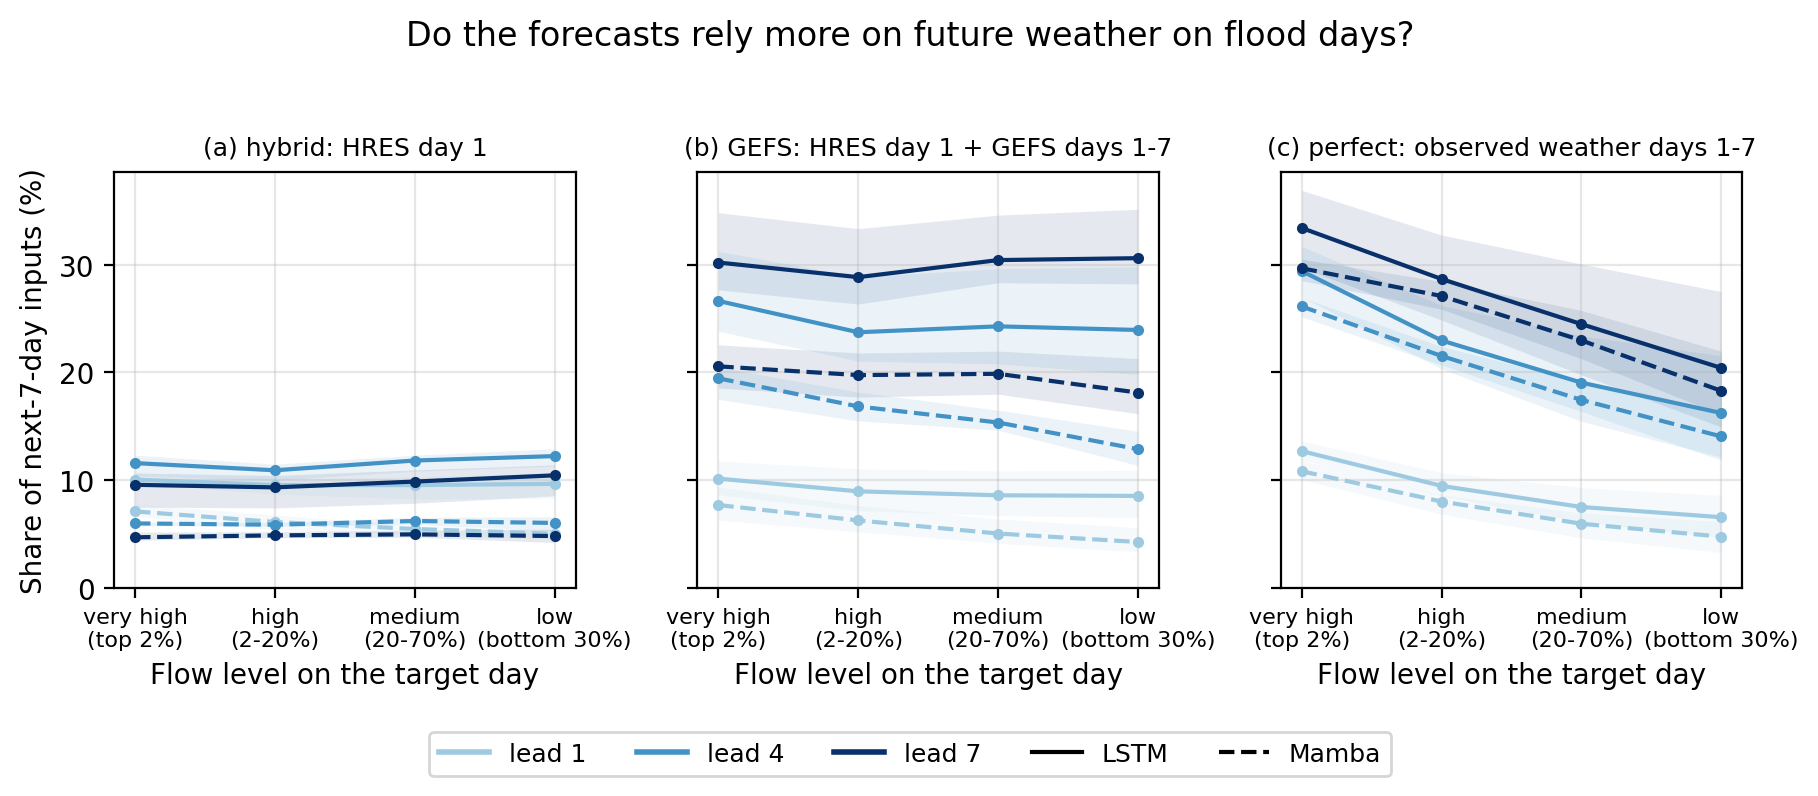 Do the forecasts rely more on future weather on flood days?
(a) hybrid: HRES day 1
(b) GEFS: HRES day 1 + GEFS days 1-7
(c) perfect: observed weather days 1-7
Share of next-7-day inputs (%)
30
20
10
0
very high
(top 2%)
high
(2-20%)
medium
(20-70%)
low
(bottom 30%)
Flow level on the target day
very high
(top 2%)
high
(2-20%)
medium
(20-70%)
low
(bottom 30%)
Flow level on the target day
very high
(top 2%)
high
(2-20%)
medium
(20-70%)
low
(bottom 30%)
Flow level on the target day
lead 1
lead 4
lead 7
LSTM
Mamba